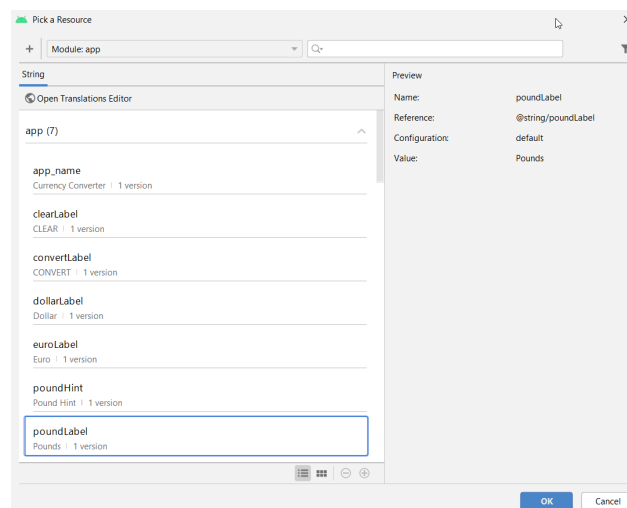 Pick a Resource
Module: app
String
Open Translations Editor
app (7)
app_name
Currency Converter | 1 version
clearLabel
CLEAR | 1 version
convertLabel
CONVERT | 1 version
dollarLabel
Dollar | 1 version
euroLabel
Euro | 1 version
poundHint
Pound Hint | 1 version
poundLabel
Pounds | 1 version
Preview
Name: poundLabel
Reference: @string/poundLabel
Configuration: default
Value: Pounds
OK Cancel